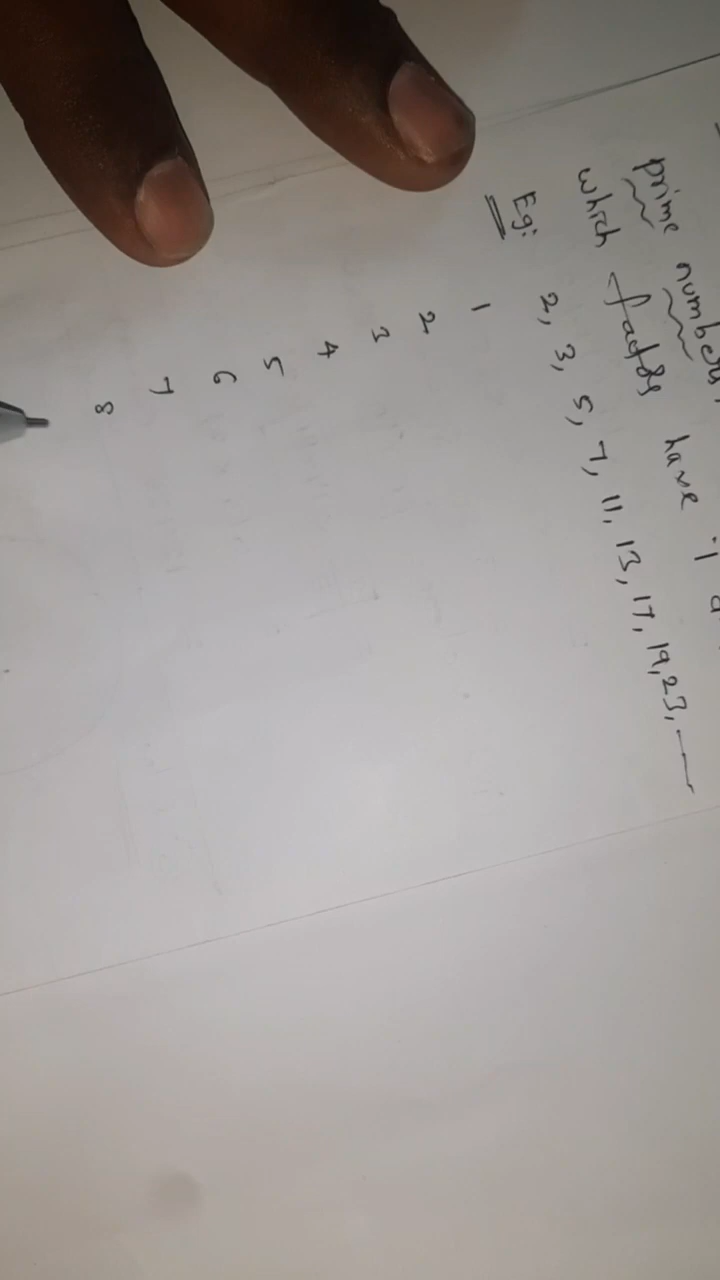 prime numbers,
which factors have 1
Eg: 2, 3, 5, 7, 11, 13, 17, 19, 23, —
1
2
3
4
5
6
7
8